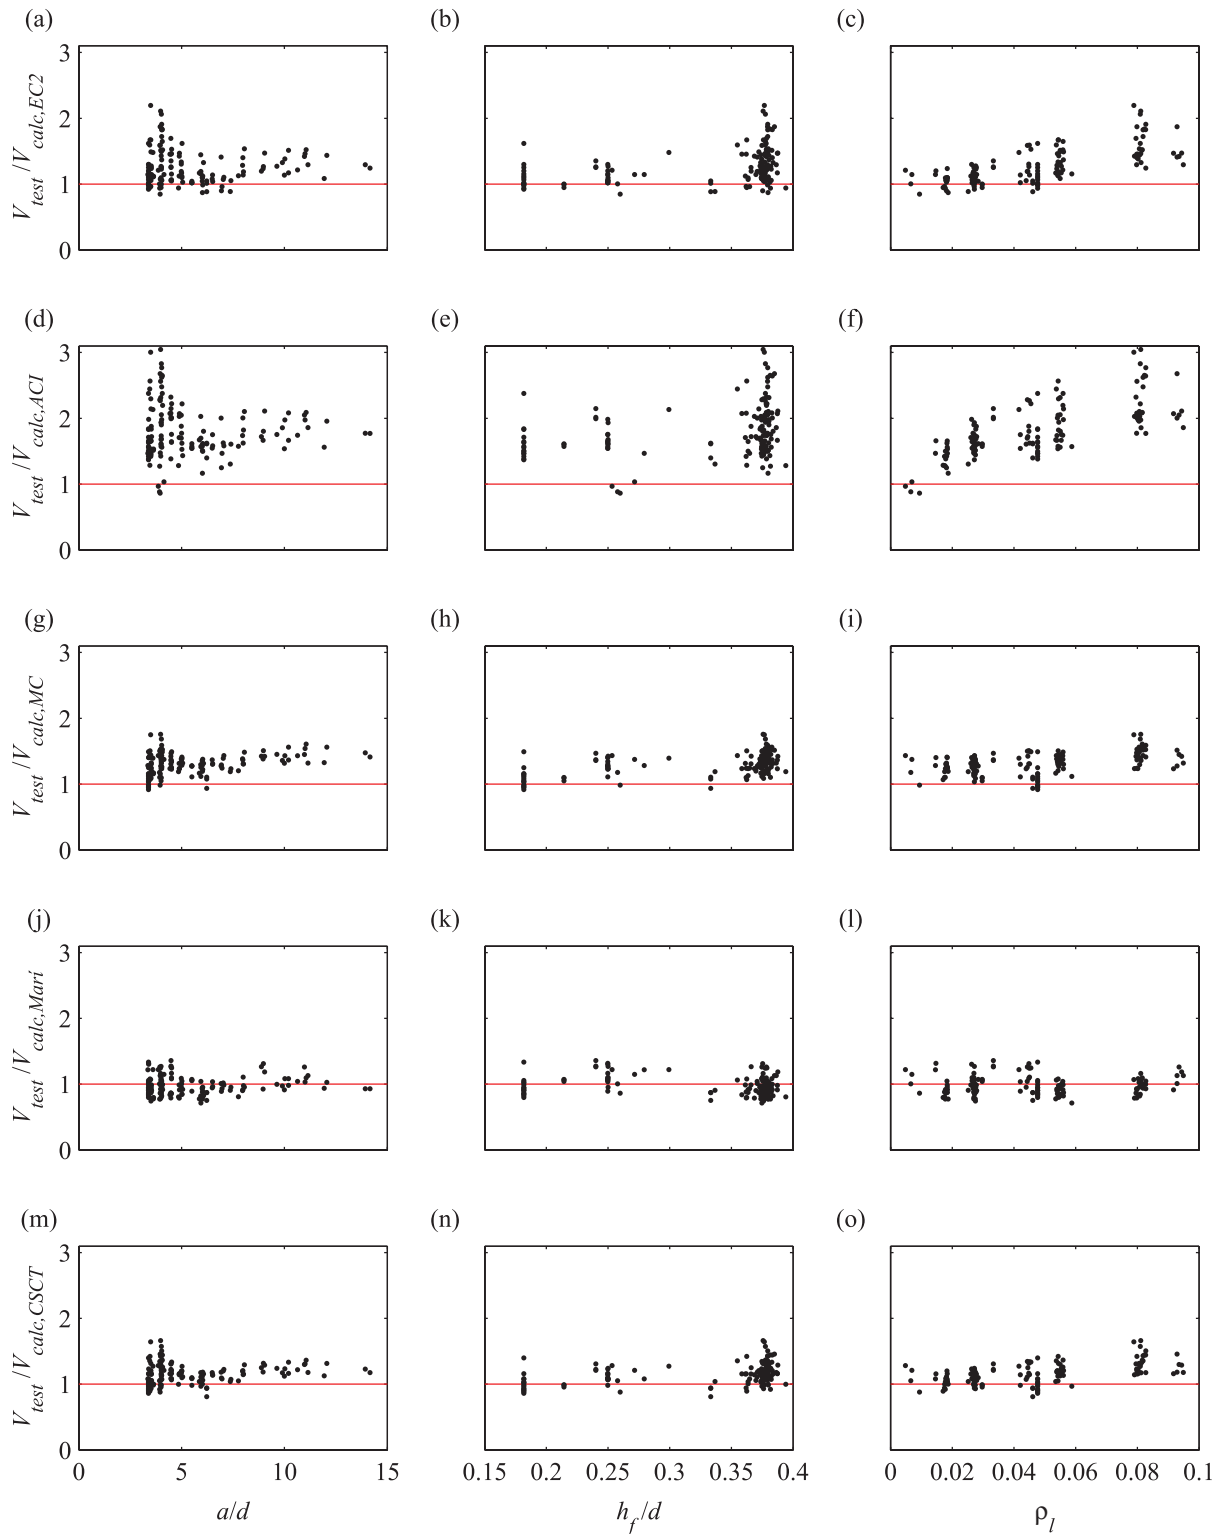 (a) (b) (c)
V_test/V_calc,EC2
3
2
1
0
(d) (e) (f)
V_test/V_calc,ACI
3
2
1
0
(g) (h) (i)
V_test/V_calc,MC
3
2
1
0
(j) (k) (l)
V_test/V_calc,Marí
3
2
1
0
(m) (n) (o)
V_test/V_calc,CSCT
3
2
1
0
0 5 10 15 0.15 0.2 0.25 0.3 0.35 0.4 0 0.02 0.04 0.06 0.08 0.1
a/d h_f/d ρ_l